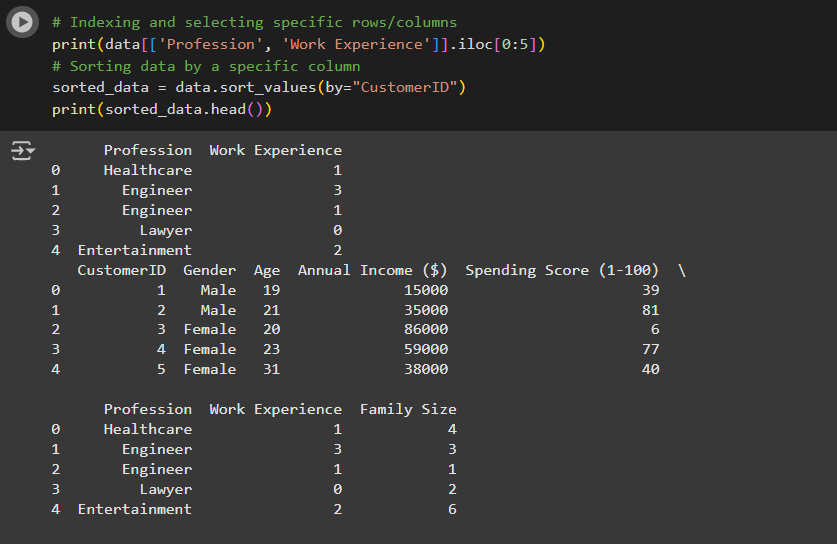 # Indexing and selecting specific rows/columns
print(data[['Profession', 'Work Experience']].iloc[0:5])
# Sorting data by a specific column
sorted_data = data.sort_values(by="CustomerID")
print(sorted_data.head())
      Profession  Work Experience
0     Healthcare                1
1       Engineer                3
2       Engineer                1
3         Lawyer                0
4  Entertainment                2
   CustomerID  Gender  Age  Annual Income ($)  Spending Score (1-100)  \
0           1    Male   19              15000                      39
1           2    Male   21              35000                      81
2           3  Female   20              86000                       6
3           4  Female   23              59000                      77
4           5  Female   31              38000                      40
      Profession  Work Experience  Family Size
0     Healthcare                1            4
1       Engineer                3            3
2       Engineer                1            1
3         Lawyer                0            2
4  Entertainment                2            6